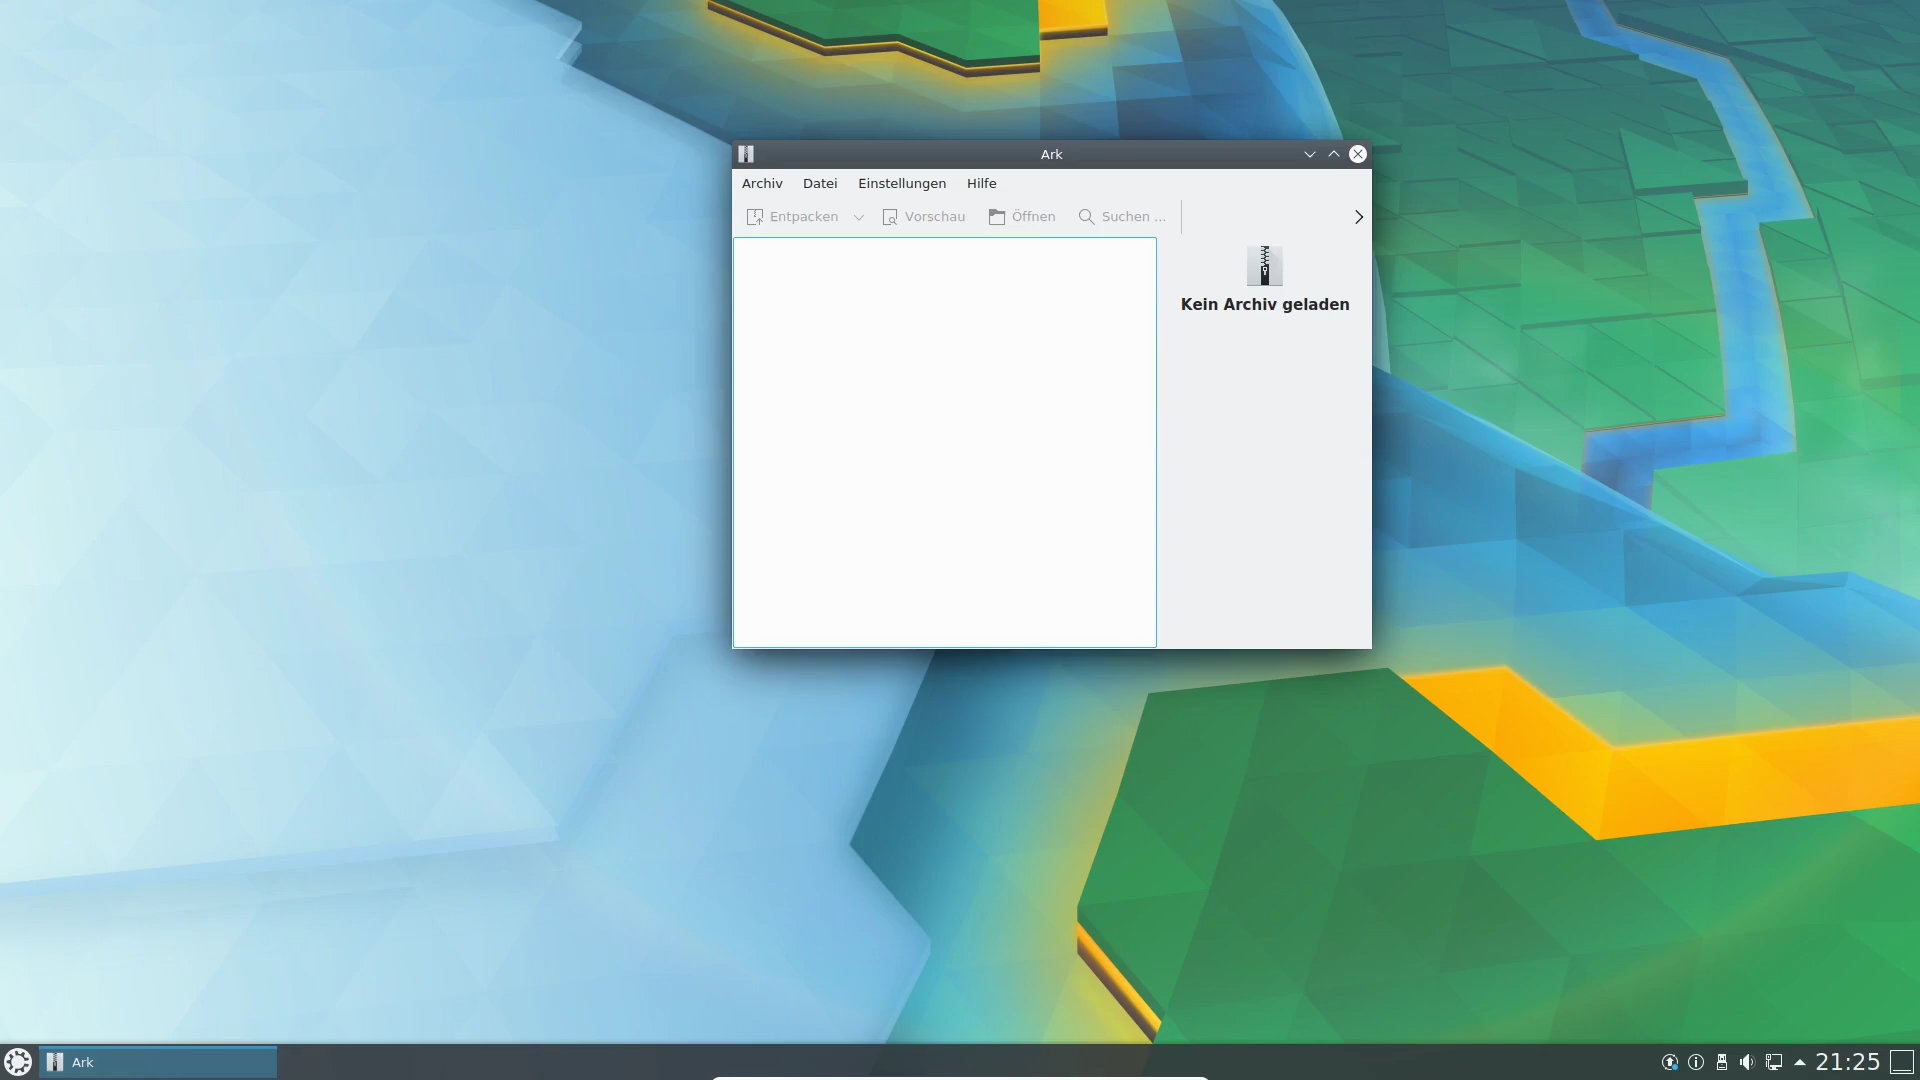 Ark
Archiv Datei Einstellungen Hilfe
Entpacken Vorschau Öffnen Suchen ...
Kein Archiv geladen
Ark
21:25